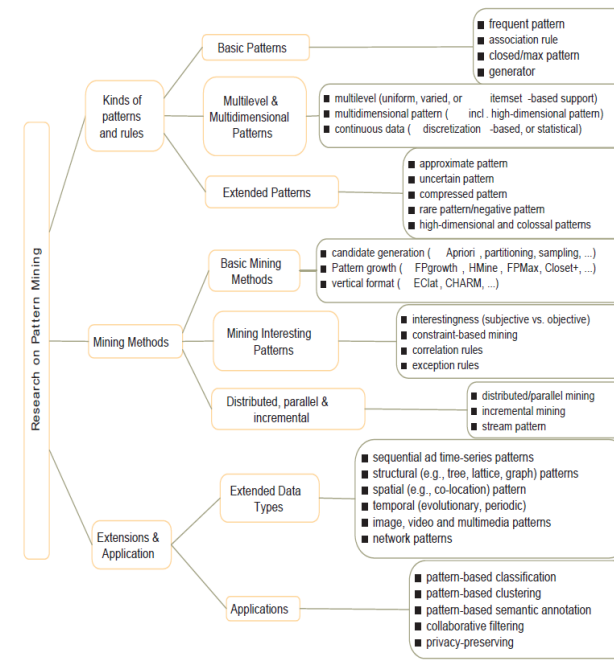 Research on Pattern Mining
Kinds of
patterns
and rules
Basic Patterns
■ frequent pattern
■ association rule
■ closed/max pattern
■ generator
Multilevel &
Multidimensional
Patterns
■ multilevel (uniform, varied, or itemset -based support)
■ multidimensional pattern ( incl . high-dimensional pattern)
■ continuous data ( discretization -based, or statistical)
Extended Patterns
■ approximate pattern
■ uncertain pattern
■ compressed pattern
■ rare pattern/negative pattern
■ high-dimensional and colossal patterns
Mining Methods
Basic Mining
Methods
■ candidate generation ( Apriori , partitioning, sampling, ...)
■ Pattern growth ( FPgrowth , HMine , FPMax, Closet+, ...)
■ vertical format ( EClat , CHARM, ...)
Mining Interesting
Patterns
■ interestingness (subjective vs. objective)
■ constraint-based mining
■ correlation rules
■ exception rules
Distributed, parallel &
incremental
■ distributed/parallel mining
■ incremental mining
■ stream pattern
Extensions &
Application
Extended Data
Types
■ sequential ad time-series patterns
■ structural (e.g., tree, lattice, graph) patterns
■ spatial (e.g., co-location) pattern
■ temporal (evolutionary, periodic)
■ image, video and multimedia patterns
■ network patterns
Applications
■ pattern-based classification
■ pattern-based clustering
■ pattern-based semantic annotation
■ collaborative filtering
■ privacy-preserving